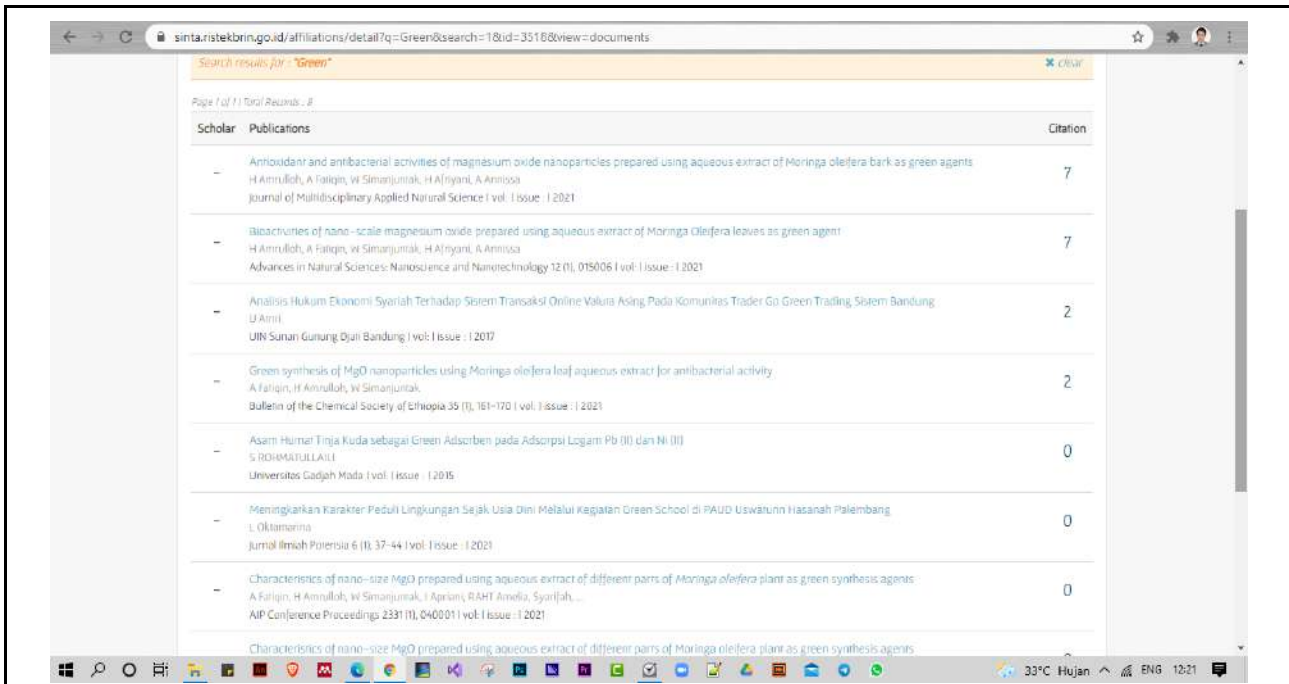 sinta.ristekbrin.go.id/affiliations/detail?q=Green&search=1&id=3518&view=documents
Search results for : "Green"
clear
Page 1 of 1 | Total Records : 8
Scholar Publications Citation
Antioxidant and antibacterial activities of magnesium oxide nanoparticles prepared using aqueous extract of Moringa oleifera bark as green agents
H Amrulloh, A Fatiqin, W Simanjuntak, H Afriyani, A Annissa
Journal of Multidisciplinary Applied Natural Science | vol: | issue : | 2021
7
Bioactivities of nano-scale magnesium oxide prepared using aqueous extract of Moringa Oleifera leaves as green agent
H Amrulloh, A Fatiqin, W Simanjuntak, H Afriyani, A Annissa
Advances in Natural Sciences: Nanoscience and Nanotechnology 12 (1), 015006 | vol: | issue : | 2021
7
Analisis Hukum Ekonomi Syariah Terhadap Sistem Transaksi Online Valuta Asing Pada Komunitas Trader Go Green Trading Sistem Bandung
U Amri
UIN Sunan Gunung Djati Bandung | vol: | issue : | 2017
2
Green synthesis of MgO nanoparticles using Moringa oleifera leaf aqueous extract for antibacterial activity
A Fatiqin, H Amrulloh, W Simanjuntak
Bulletin of the Chemical Society of Ethiopia 35 (1), 161-170 | vol: | issue : | 2021
2
Asam Humat Tinja Kuda sebagai Green Adsorben pada Adsorpsi Logam Pb (II) dan Ni (II)
S ROHMATULLAILI
Universitas Gadjah Mada | vol: | issue : | 2015
0
Meningkatkan Karakter Peduli Lingkungan Sejak Usia Dini Melalui Kegiatan Green School di PAUD Uswatunn Hasanah Palembang
L Oktamarina
Jurnal Ilmiah Potensia 6 (1), 37-44 | vol: | issue : | 2021
0
Characteristics of nano-size MgO prepared using aqueous extract of different parts of Moringa oleifera plant as green synthesis agents
A Fatiqin, H Amrulloh, W Simanjuntak, I Apriani, RAHT Amelia, Syarifah, ...
AIP Conference Proceedings 2331 (1), 040001 | vol: | issue : | 2021
0
Characteristics of nano-size MgO prepared using aqueous extract of different parts of Moringa oleifera plant as green synthesis agents
33°C Hujan ENG 12:21